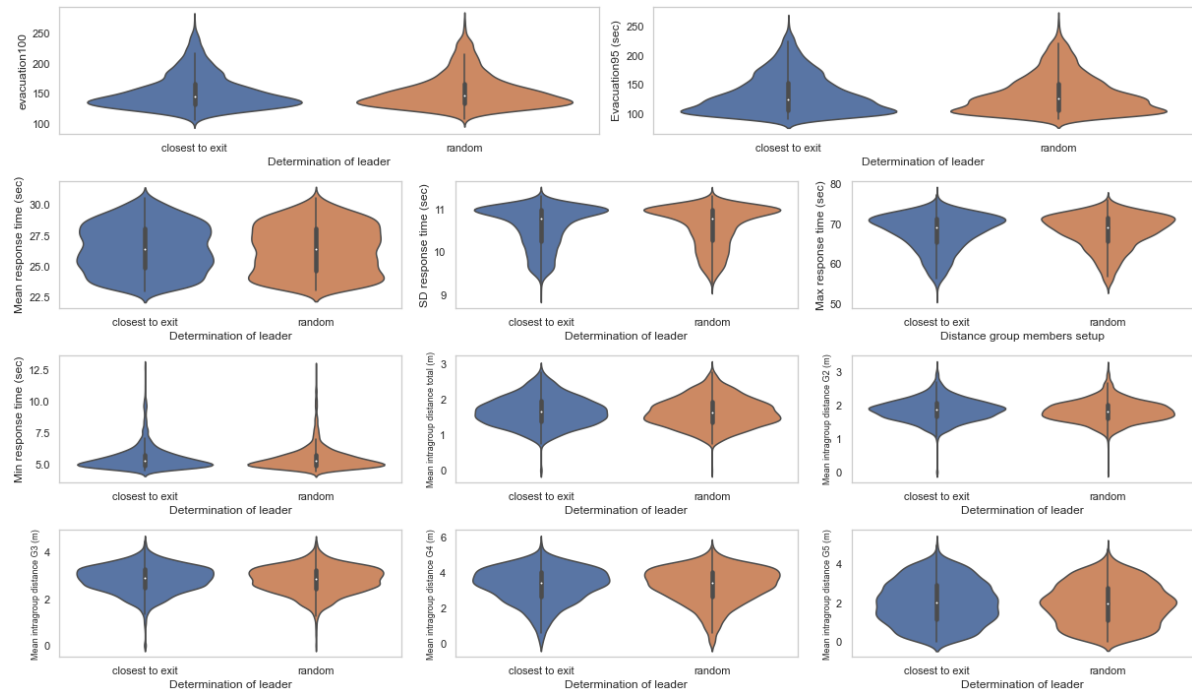 evacuation100
250
200
150
100
closest to exit
random
Determination of leader
Evacuation95 (sec)
250
200
150
100
closest to exit
random
Determination of leader
Mean response time (sec)
30.0
27.5
25.0
22.5
closest to exit
random
Determination of leader
SD response time (sec)
11
10
9
closest to exit
random
Determination of leader
Max response time (sec)
80
70
60
50
closest to exit
random
Distance group members setup
Min response time (sec)
12.5
10.0
7.5
5.0
closest to exit
random
Determination of leader
Mean intragroup distance total (m)
3
2
1
0
closest to exit
random
Determination of leader
Mean intragroup distance G2 (m)
3
2
1
0
closest to exit
random
Determination of leader
Mean intragroup distance G3 (m)
4
2
0
closest to exit
random
Determination of leader
Mean intragroup distance G4 (m)
6
4
2
0
closest to exit
random
Determination of leader
Mean intragroup distance G5 (m)
4
2
0
closest to exit
random
Determination of leader